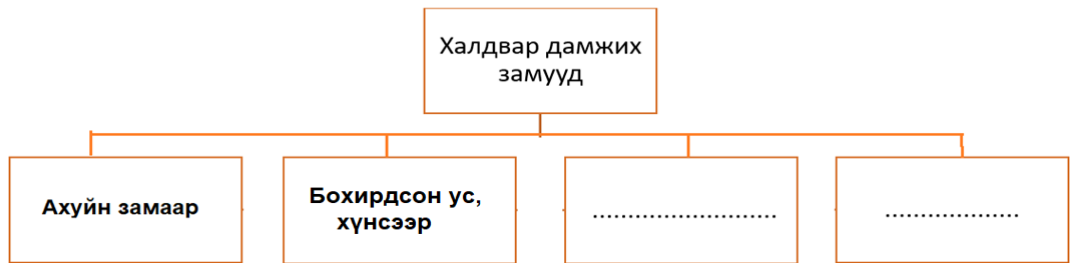 Халдвар дамжих
замууд
Ахуйн замаар
Бохирдсон ус,
хүнсээр
..........................
...................